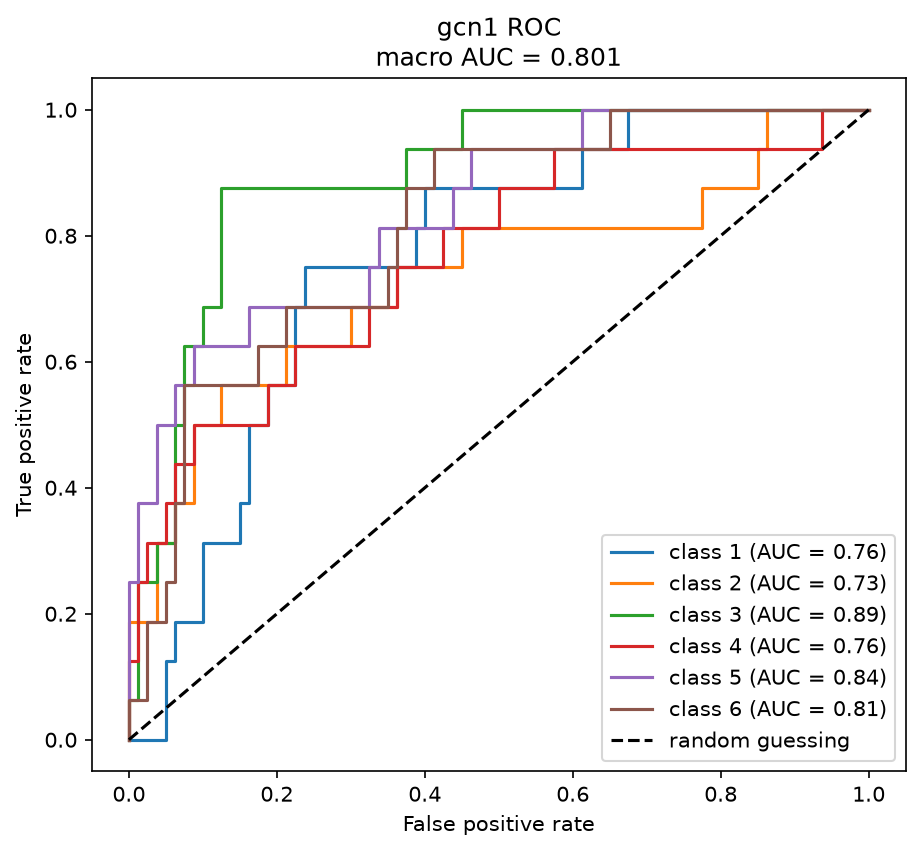 gcn1 ROC
macro AUC = 0.801
True positive rate
1.0
0.8
0.6
0.4
0.2
0.0
class 1 (AUC = 0.76)
class 2 (AUC = 0.73)
class 3 (AUC = 0.89)
class 4 (AUC = 0.76)
class 5 (AUC = 0.84)
class 6 (AUC = 0.81)
random guessing
0.0 0.2 0.4 0.6 0.8 1.0
False positive rate